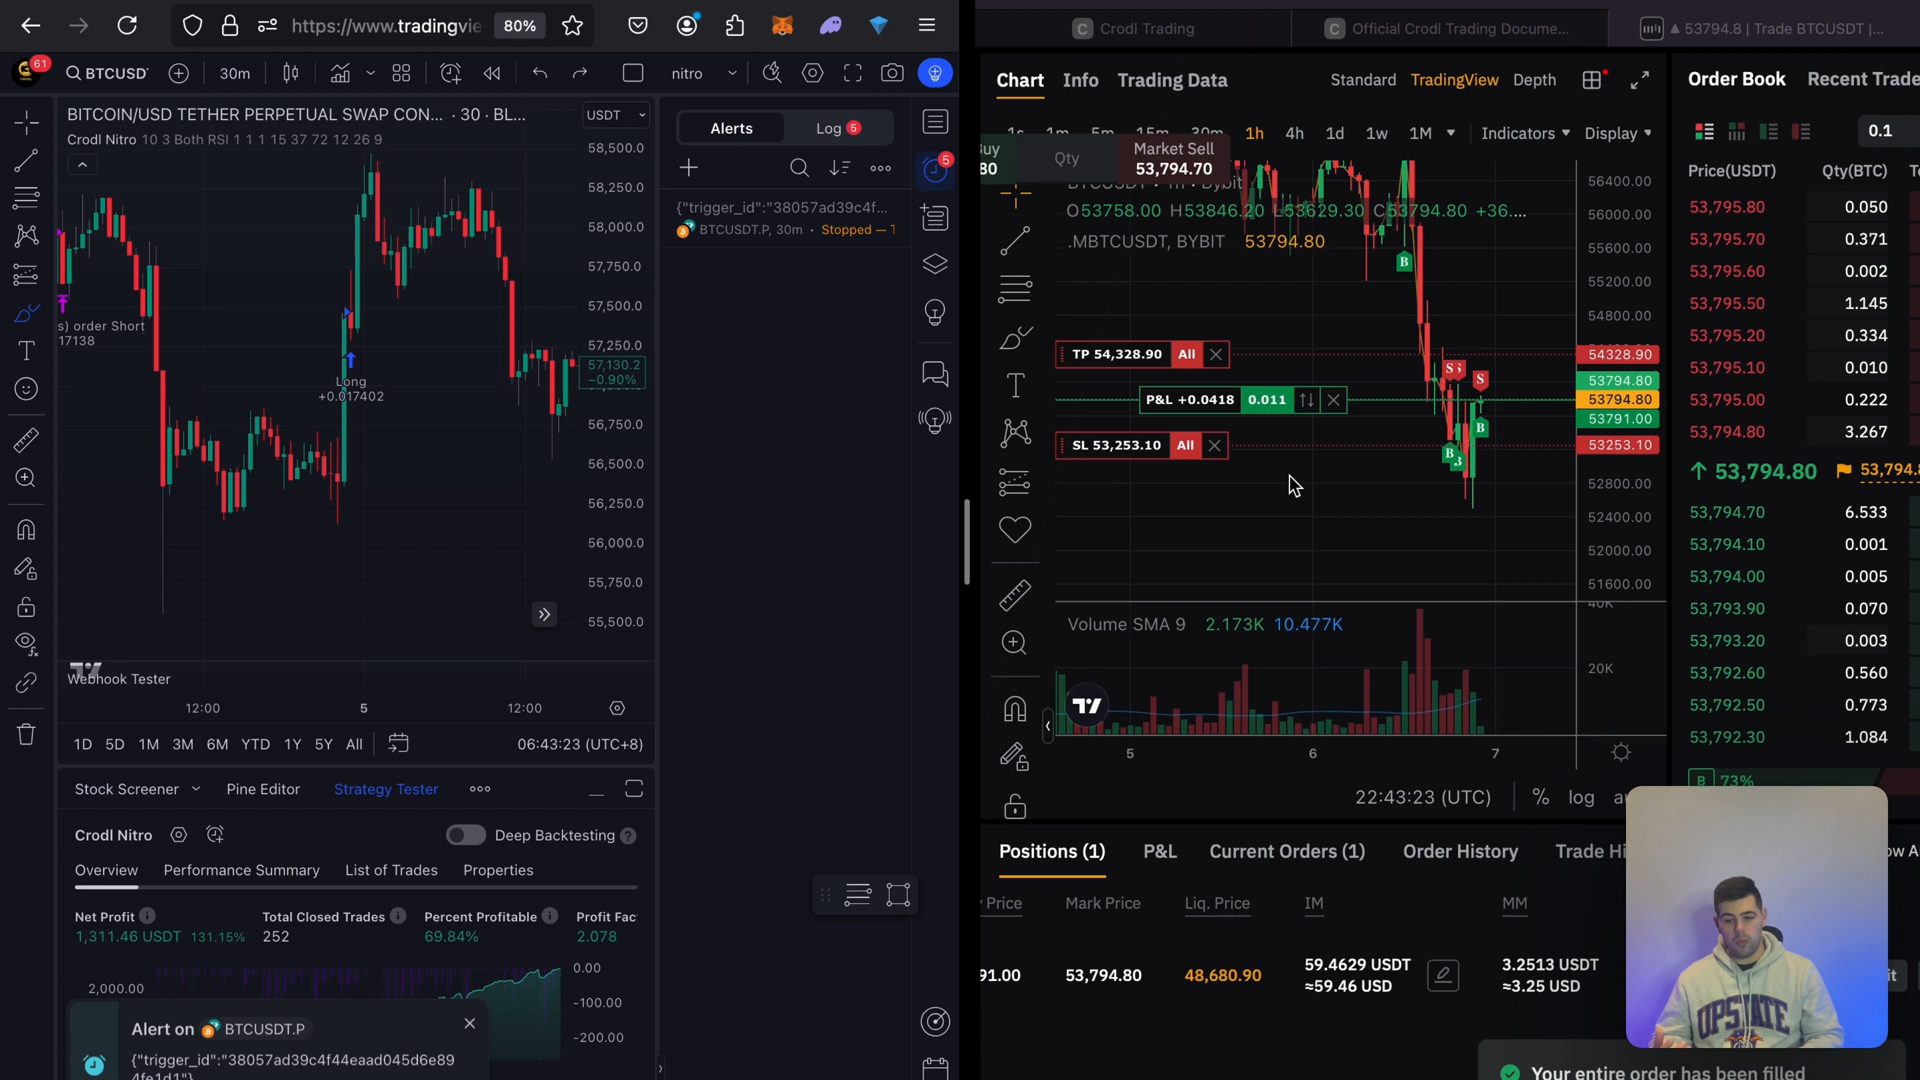 https://www.tradingvie
80%
Crodl Trading
Official Crodl Trading Docume...
▲ 53794.8 | Trade BTCUSDT |...
61
BTCUSD
30m
nitro
BITCOIN/USD TETHER PERPETUAL SWAP CON... · 30 · BL...
USDT
Crodl Nitro 10 3 Both RSI 1 1 1 15 37 72 12 26 9
58,500.0
58,250.0
58,000.0
57,750.0
57,500.0
57,250.0
57,130.2
−0.90%
56,750.0
56,500.0
56,250.0
56,000.0
55,750.0
55,500.0
s) order Short
17138
Long
+0.017402
Webhook Tester
12:00
5
12:00
1D 5D 1M 3M 6M YTD 1Y 5Y All
06:43:23 (UTC+8)
Alerts
Log 5
5
{"trigger_id":"38057ad39c4f...
BTCUSDT.P, 30m · Stopped —
Stock Screener
Pine Editor
Strategy Tester
Crodl Nitro
Deep Backtesting
Overview
Performance Summary
List of Trades
Properties
Net Profit
Total Closed Trades
Percent Profitable
Profit Fac
1,311.46 USDT 131.15%
252
69.84%
2.078
2,000.00
0.00
-100.00
-200.00
Alert on BTCUSDT.P
{"trigger_id":"38057ad39c4f44eaad045d6e89
4fe1d1"}
Chart
Info
Trading Data
Standard
TradingView
Depth
1s 1m 5m 15m 30m 1h 4h 1d 1w 1M
Indicators
Display
Buy
80
Qty
Market Sell
53,794.70
O53758.00 H53846.20 L53629.30 C53794.80 +36....
.MBTCUSDT, BYBIT 53794.80
56400.00
56000.00
55600.00
55200.00
54800.00
54328.90
53794.80
53794.80
53791.00
53253.10
52800.00
52400.00
52000.00
51600.00
TP 54,328.90 All
P&L +0.0418 0.011
SL 53,253.10 All
B
S
S
B
B
Volume SMA 9 2.173K 10.477K
40K
20K
5
6
7
22:43:23 (UTC)
%
log
Order Book
Recent Trade
0.1
Price(USDT)
Qty(BTC)
53,795.80 0.050
53,795.70 0.371
53,795.60 0.002
53,795.50 1.145
53,795.20 0.334
53,795.10 0.010
53,795.00 0.222
53,794.80 3.267
53,794.80
53,794.8
53,794.70 6.533
53,794.10 0.001
53,794.00 0.005
53,793.90 0.070
53,793.20 0.003
53,792.60 0.560
53,792.50 0.773
53,792.30 1.084
B 73%
Positions (1)
P&L
Current Orders (1)
Order History
Trade Hi
Price
Mark Price
Liq. Price
IM
MM
91.00
53,794.80
48,680.90
59.4629 USDT
≈59.46 USD
3.2513 USDT
≈3.25 USD
UPSTATE
Your entire order has been filled